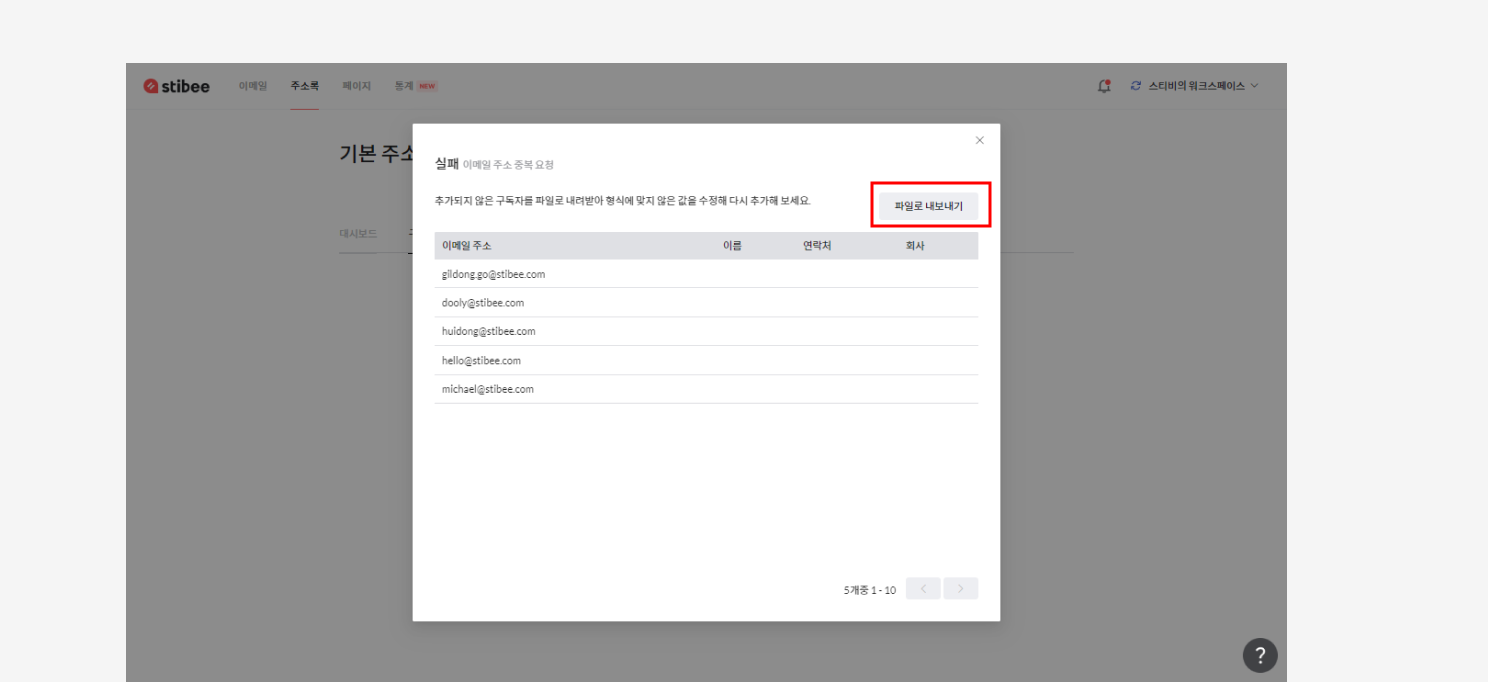 stibee 이메일 주소록 페이지 통계 NEW 스티비의 워크스페이스
기본 주소
실패 이메일 주소 중복 요청
추가되지 않은 구독자를 파일로 내려받아 형식에 맞지 않은 값을 수정해 다시 추가해 보세요.
파일로 내보내기
대시보드
이메일 주소 이름 연락처 회사
gildong.go@stibee.com
dooly@stibee.com
huidong@stibee.com
hello@stibee.com
michael@stibee.com
5개중 1 - 10
?